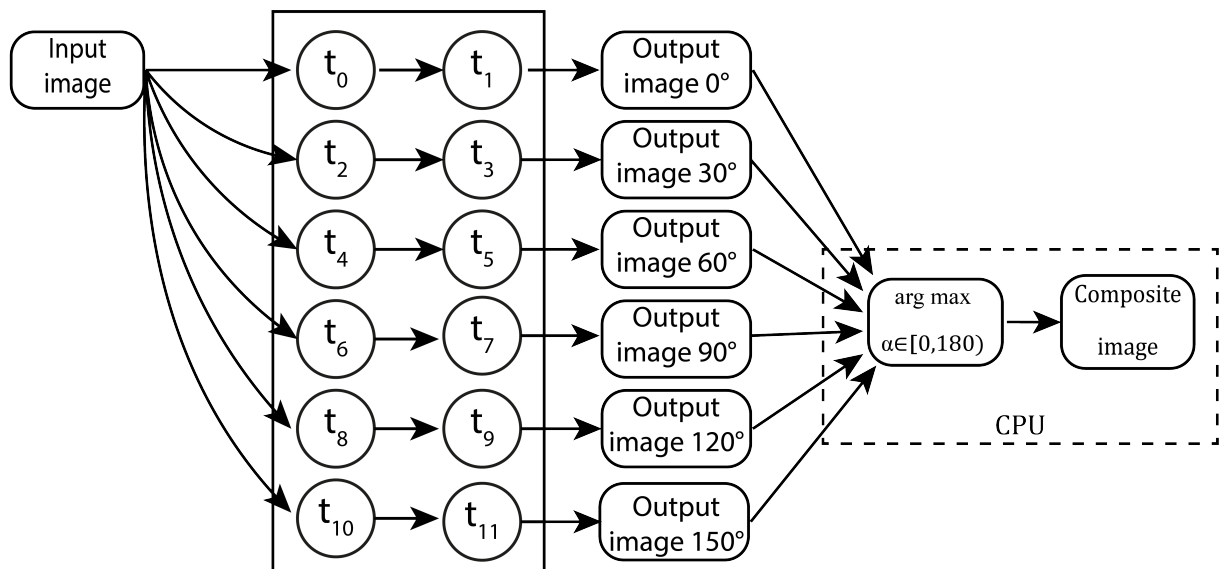 Input
image
t₀
t₁
Output
image 0°
t₂
t₃
Output
image 30°
t₄
t₅
Output
image 60°
t₆
t₇
Output
image 90°
t₈
t₉
Output
image 120°
t₁₀
t₁₁
Output
image 150°
arg max
α∈[0,180)
Composite
image
CPU